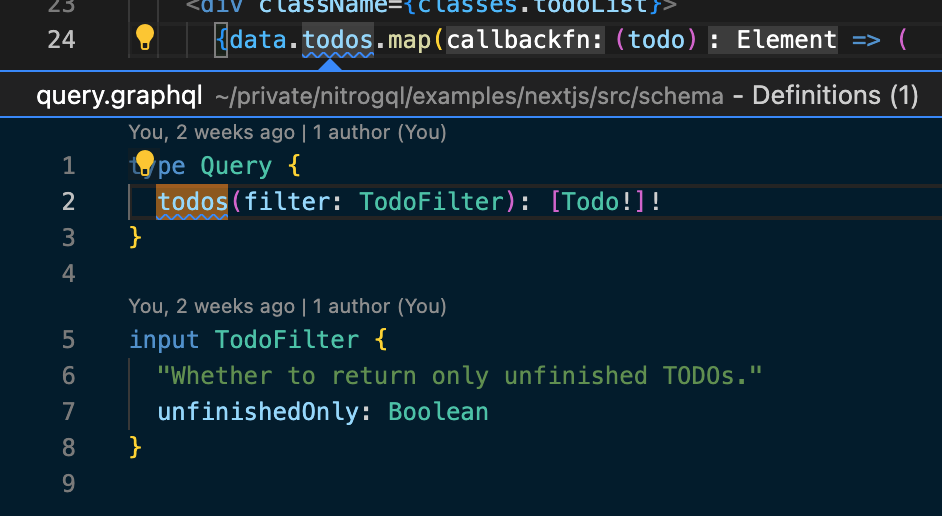 23 <div className={classes.todoList}>
24 {data.todos.map(callbackfn: (todo) : Element => (
query.graphql ~/private/nitrogql/examples/nextjs/src/schema – Definitions (1)
You, 2 weeks ago | 1 author (You)
1 type Query {
2 todos(filter: TodoFilter): [Todo!]!
3 }
4
You, 2 weeks ago | 1 author (You)
5 input TodoFilter {
6 "Whether to return only unfinished TODOs."
7 unfinishedOnly: Boolean
8 }
9